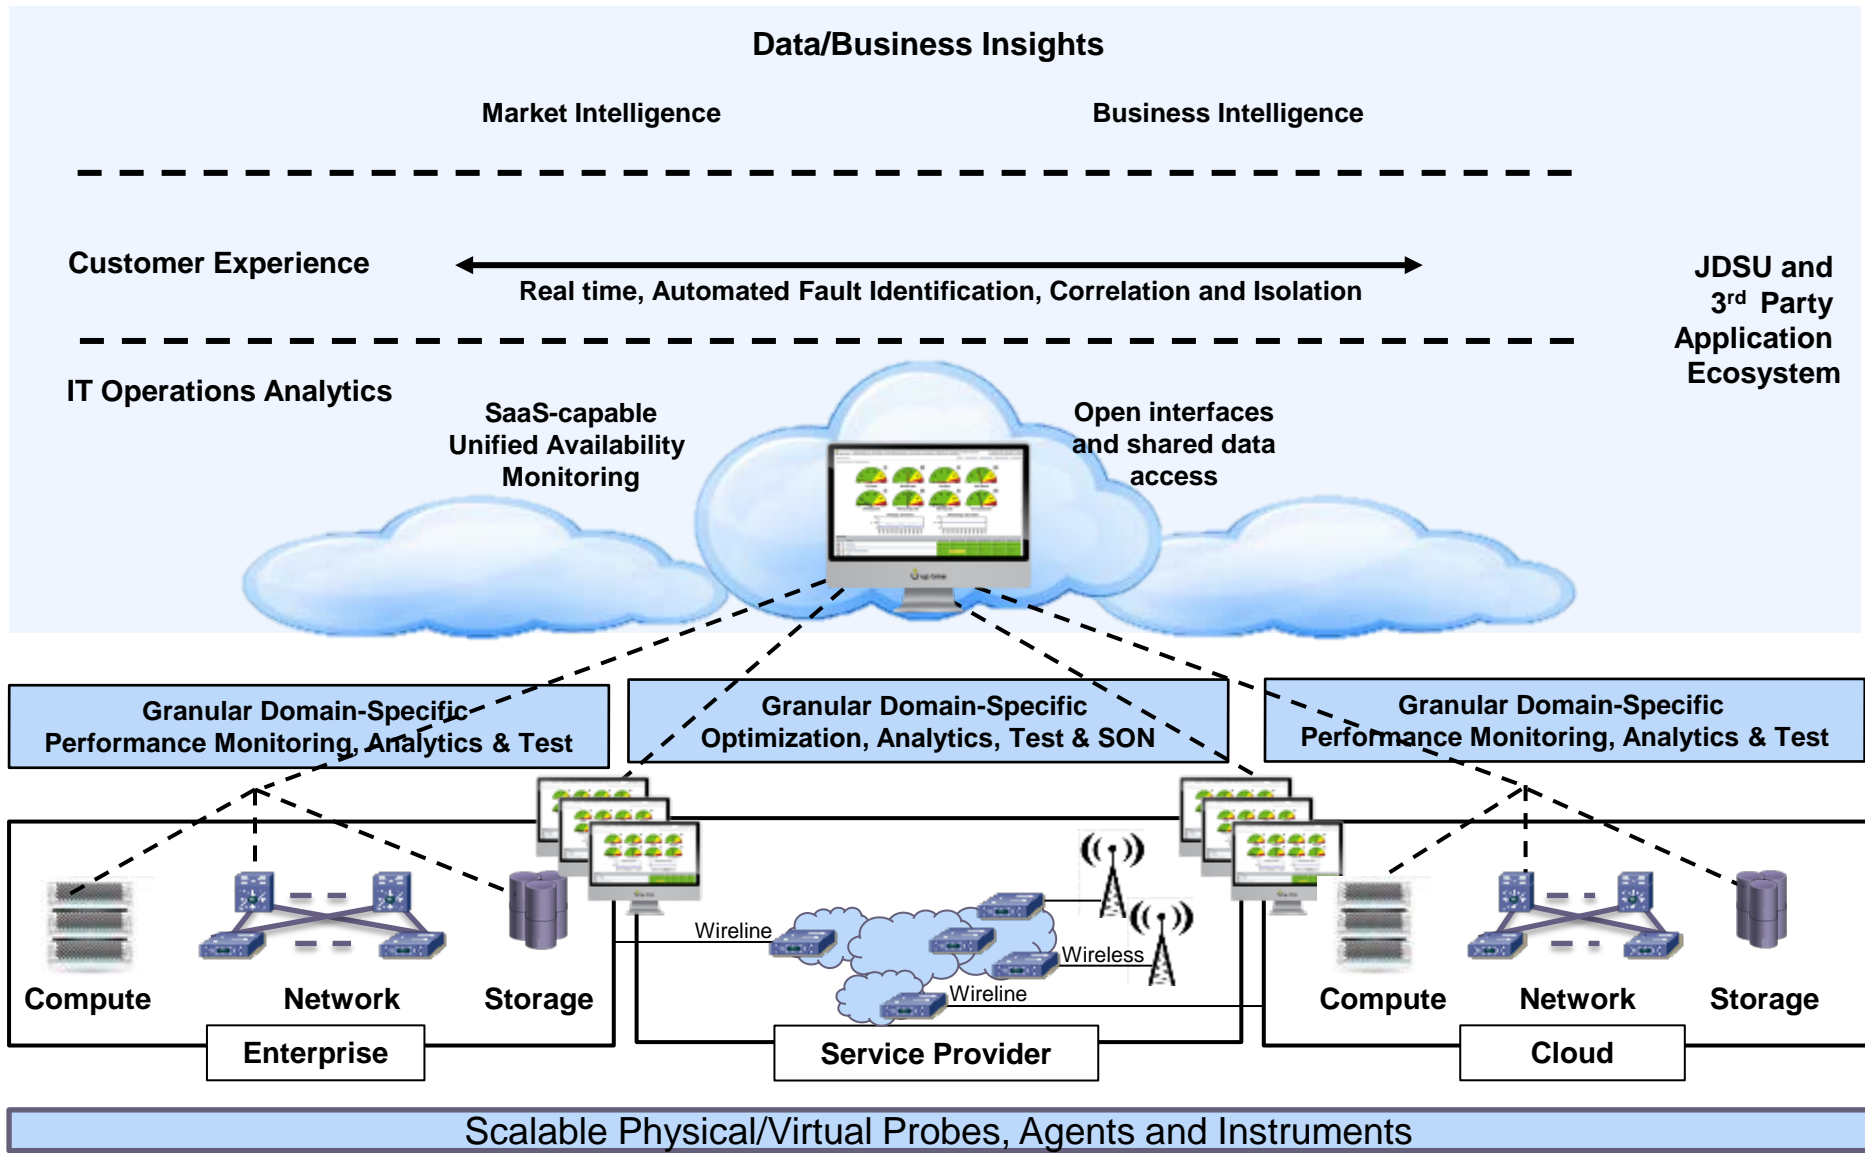 Data/Business Insights
Market Intelligence
Business Intelligence
Customer Experience
Real time, Automated Fault Identification, Correlation and Isolation
JDSU and
3rd Party
Application
Ecosystem
IT Operations Analytics
SaaS-capable
Unified Availability
Monitoring
Open interfaces
and shared data
access
up.time
Granular Domain-Specific
Performance Monitoring, Analytics & Test
Granular Domain-Specific
Optimization, Analytics, Test & SON
Granular Domain-Specific
Performance Monitoring, Analytics & Test
Wireline
Wireless
Wireline
Compute
Network
Storage
Compute
Network
Storage
Enterprise
Service Provider
Cloud
Scalable Physical/Virtual Probes, Agents and Instruments